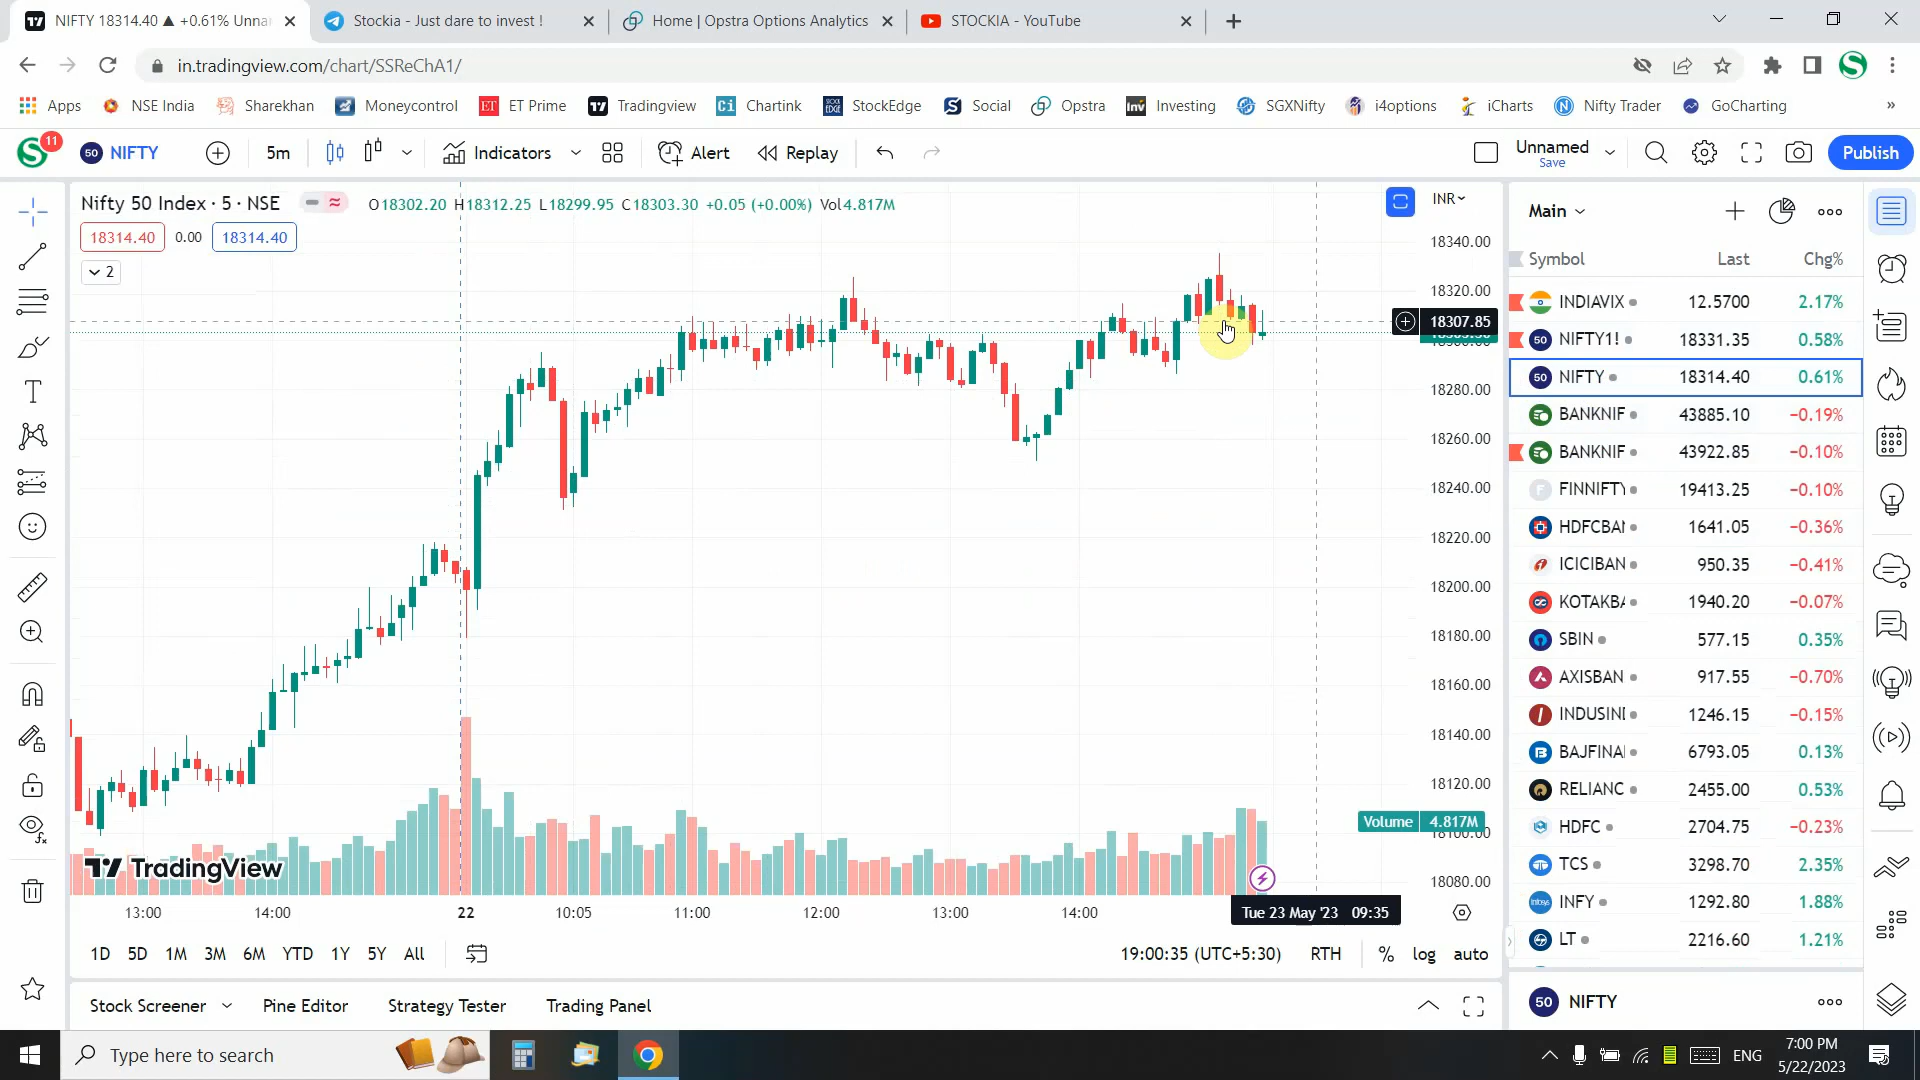 NIFTY 18314.40 ▲ +0.61% Unna
Stockia - Just dare to invest !
Home | Opstra Options Analytics
STOCKIA - YouTube
in.tradingview.com/chart/SSReChA1/
Apps
NSE India
Sharekhan
Moneycontrol
ET Prime
Tradingview
Chartink
StockEdge
Social
Opstra
Investing
SGXNifty
i4options
iCharts
Nifty Trader
GoCharting
»
11
NIFTY
5m
Indicators
Alert
Replay
Unnamed
Save
Publish
Nifty 50 Index · 5 · NSE
O18302.20 H18312.25 L18299.95 C18303.30 +0.05 (+0.00%) Vol4.817M
18314.40 0.00 18314.40
2
INR
18340.00
18320.00
18307.85
18280.00
18260.00
18240.00
18220.00
18200.00
18180.00
18160.00
18140.00
18120.00
Volume 4.817M
18100.00
18080.00
TradingView
13:00 14:00 22 10:05 11:00 12:00 13:00 14:00
Tue 23 May '23 09:35
1D 5D 1M 3M 6M YTD 1Y 5Y All
19:00:35 (UTC+5:30) RTH % log auto
Stock Screener
Pine Editor
Strategy Tester
Trading Panel
Main
Symbol Last Chg%
INDIAVIX 12.5700 2.17%
NIFTY1! 18331.35 0.58%
NIFTY 18314.40 0.61%
BANKNIF 43885.10 −0.19%
BANKNIF 43922.85 −0.10%
FINNIFTY 19413.25 −0.10%
HDFCBAN 1641.05 −0.36%
ICICIBAN 950.35 −0.41%
KOTAKBA 1940.20 −0.07%
SBIN 577.15 0.35%
AXISBAN 917.55 −0.70%
INDUSIND 1246.15 −0.15%
BAJFINA 6793.05 0.13%
RELIANC 2455.00 0.53%
HDFC 2704.75 −0.23%
TCS 3298.70 2.35%
INFY 1292.80 1.88%
LT 2216.60 1.21%
50 NIFTY
Type here to search
ENG
7:00 PM
5/22/2023